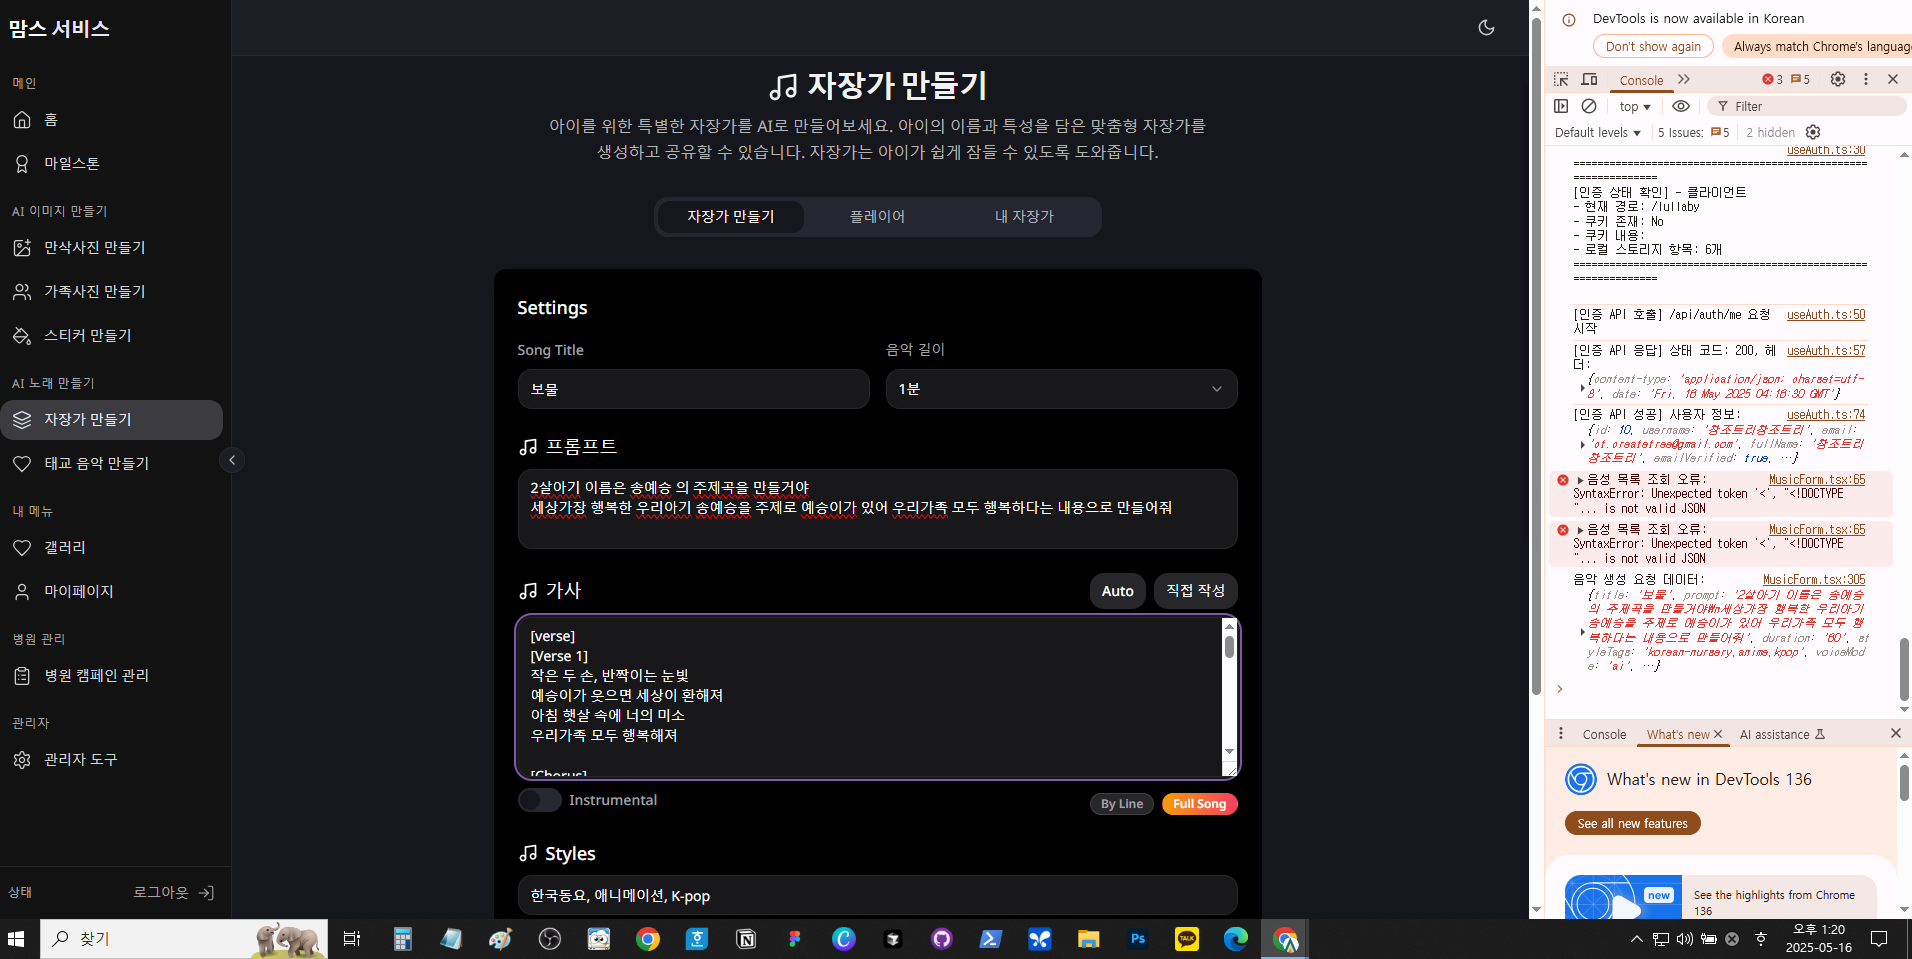 맘스 서비스
메인
홈
마일스톤
AI 이미지 만들기
만삭사진 만들기
가족사진 만들기
스티커 만들기
AI 노래 만들기
자장가 만들기
태교 음악 만들기
내 메뉴
갤러리
마이페이지
병원 관리
병원 캠페인 관리
관리자
관리자 도구
상태
로그아웃
자장가 만들기
아이를 위한 특별한 자장가를 AI로 만들어보세요. 아이의 이름과 특성을 담은 맞춤형 자장가를
생성하고 공유할 수 있습니다. 자장가는 아이가 쉽게 잠들 수 있도록 도와줍니다.
자장가 만들기 플레이어 내 자장가
Settings
Song Title 음악 길이
보물 1분
프롬프트
2살아기 이름은 송예승 의 주제곡을 만들거야
세상가장 행복한 우리아기 송예승을 주제로 예승이가 있어 우리가족 모두 행복하다는 내용으로 만들어줘
가사 Auto 직접 작성
[verse]
[Verse 1]
작은 두 손, 반짝이는 눈빛
예승이가 웃으면 세상이 환해져
아침 햇살 속에 너의 미소
우리가족 모두 행복해져
[Chorus]
Instrumental By Line Full Song
Styles
한국동요, 애니메이션, K-pop
DevTools is now available in Korean
Don't show again Always match Chrome's language
Console 3 5
top Filter
Default levels 5 Issues: 5 2 hidden
useAuth.ts:30
==================================================
==============
[인증 상태 확인] - 클라이언트
- 현재 경로: /lullaby
- 쿠키 존재: No
- 쿠키 내용:
- 로컬 스토리지 항목: 6개
==================================================
==============
[인증 API 호출] /api/auth/me 요청 useAuth.ts:50
시작
[인증 API 응답] 상태 코드: 200, 헤 useAuth.ts:57
더:
{content-type: 'application/json; charset=utf-
8', date: 'Fri, 16 May 2025 04:16:30 GMT'}
[인증 API 성공] 사용자 정보: useAuth.ts:74
{id: 10, username: '창조트리창조트리', email:
'ct.createtree@gmail.com', fullName: '창조트리
창조트리', emailVerified: true, …}
음성 목록 조회 오류: MusicForm.tsx:65
SyntaxError: Unexpected token '<', "<!DOCTYPE
"... is not valid JSON
음성 목록 조회 오류: MusicForm.tsx:65
SyntaxError: Unexpected token '<', "<!DOCTYPE
"... is not valid JSON
음악 생성 요청 데이터: MusicForm.tsx:305
{title: '보물', prompt: '2살아기 이름은 송예승
의 주제곡을 만들거야\n세상가장 행복한 우리아기
송예승을 주제로 예승이가 있어 우리가족 모두 행
복하다는 내용으로 만들어줘', duration: '60', st
yleTags: 'korean-nursery,anime,kpop', voiceMod
e: 'ai', …}
Console What's new AI assistance
What's new in DevTools 136
See all new features
new
See the highlights from Chrome
136
찾기
Ps
TALK
오후 1:20
2025-05-16